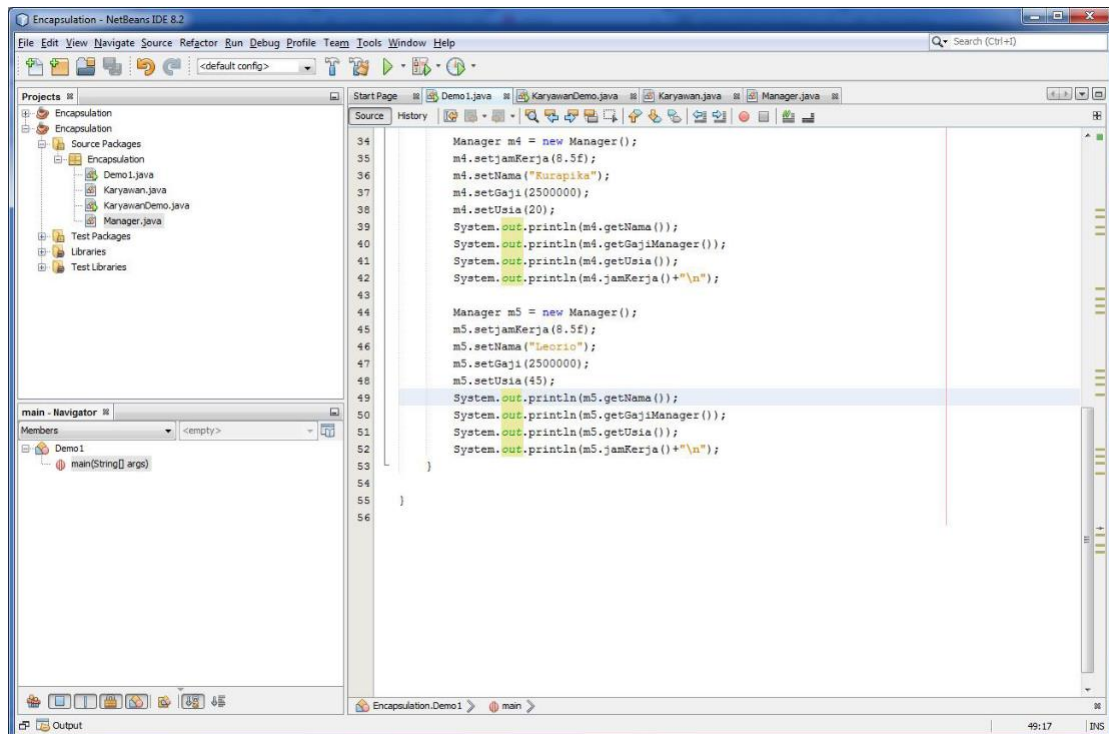 Encapsulation - NetBeans IDE 8.2
File Edit View Navigate Source Refactor Run Debug Profile Team Tools Window Help
Search (Ctrl+I)
<default config>
Projects
Encapsulation
Encapsulation
Source Packages
Encapsulation
Demo1.java
Karyawan.java
KaryawanDemo.java
Manager.java
Test Packages
Libraries
Test Libraries
main - Navigator
Members <empty>
Demo1
main(String[] args)
Start Page Demo1.java KaryawanDemo.java Karyawan.java Manager.java
Source History
34 Manager m4 = new Manager();
35 m4.setjamKerja(8.5f);
36 m4.setNama("Kurapika");
37 m4.setGaji(2500000);
38 m4.setUsia(20);
39 System.out.println(m4.getNama());
40 System.out.println(m4.getGajiManager());
41 System.out.println(m4.getUsia());
42 System.out.println(m4.jamKerja()+"\n");
43
44 Manager m5 = new Manager();
45 m5.setjamKerja(8.5f);
46 m5.setNama("Leorio");
47 m5.setGaji(2500000);
48 m5.setUsia(45);
49 System.out.println(m5.getNama());
50 System.out.println(m5.getGajiManager());
51 System.out.println(m5.getUsia());
52 System.out.println(m5.jamKerja()+"\n");
53 }
54
55 }
56
Encapsulation.Demo1 main
Output
49:17 INS